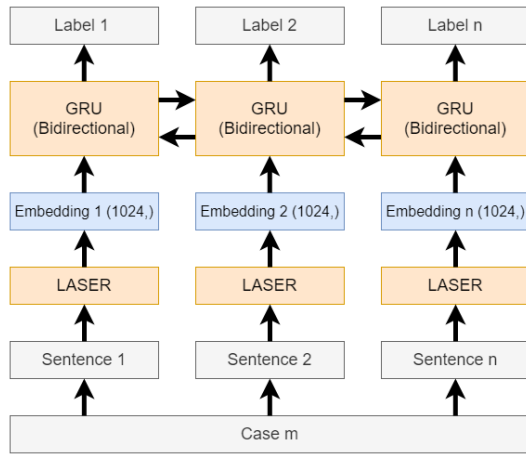 Label 1
Label 2
Label n
GRU
(Bidirectional)
GRU
(Bidirectional)
GRU
(Bidirectional)
Embedding 1 (1024,)
Embedding 2 (1024,)
Embedding n (1024,)
LASER
LASER
LASER
Sentence 1
Sentence 2
Sentence n
Case m